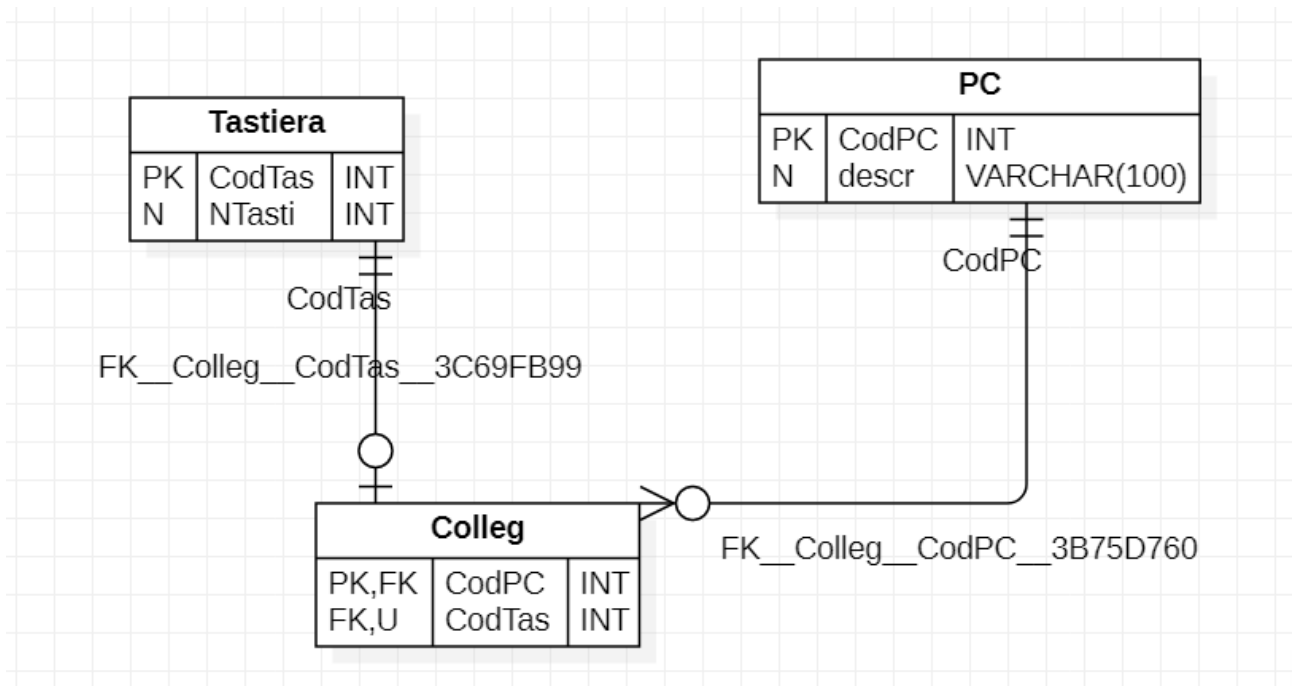 Tastiera
PK CodTas INT
N NTasti INT
CodTas
FK__Colleg__CodTas__3C69FB99
PC
PK CodPC INT
N descr VARCHAR(100)
CodPC
FK__Colleg__CodPC__3B75D760
Colleg
PK,FK CodPC INT
FK,U CodTas INT